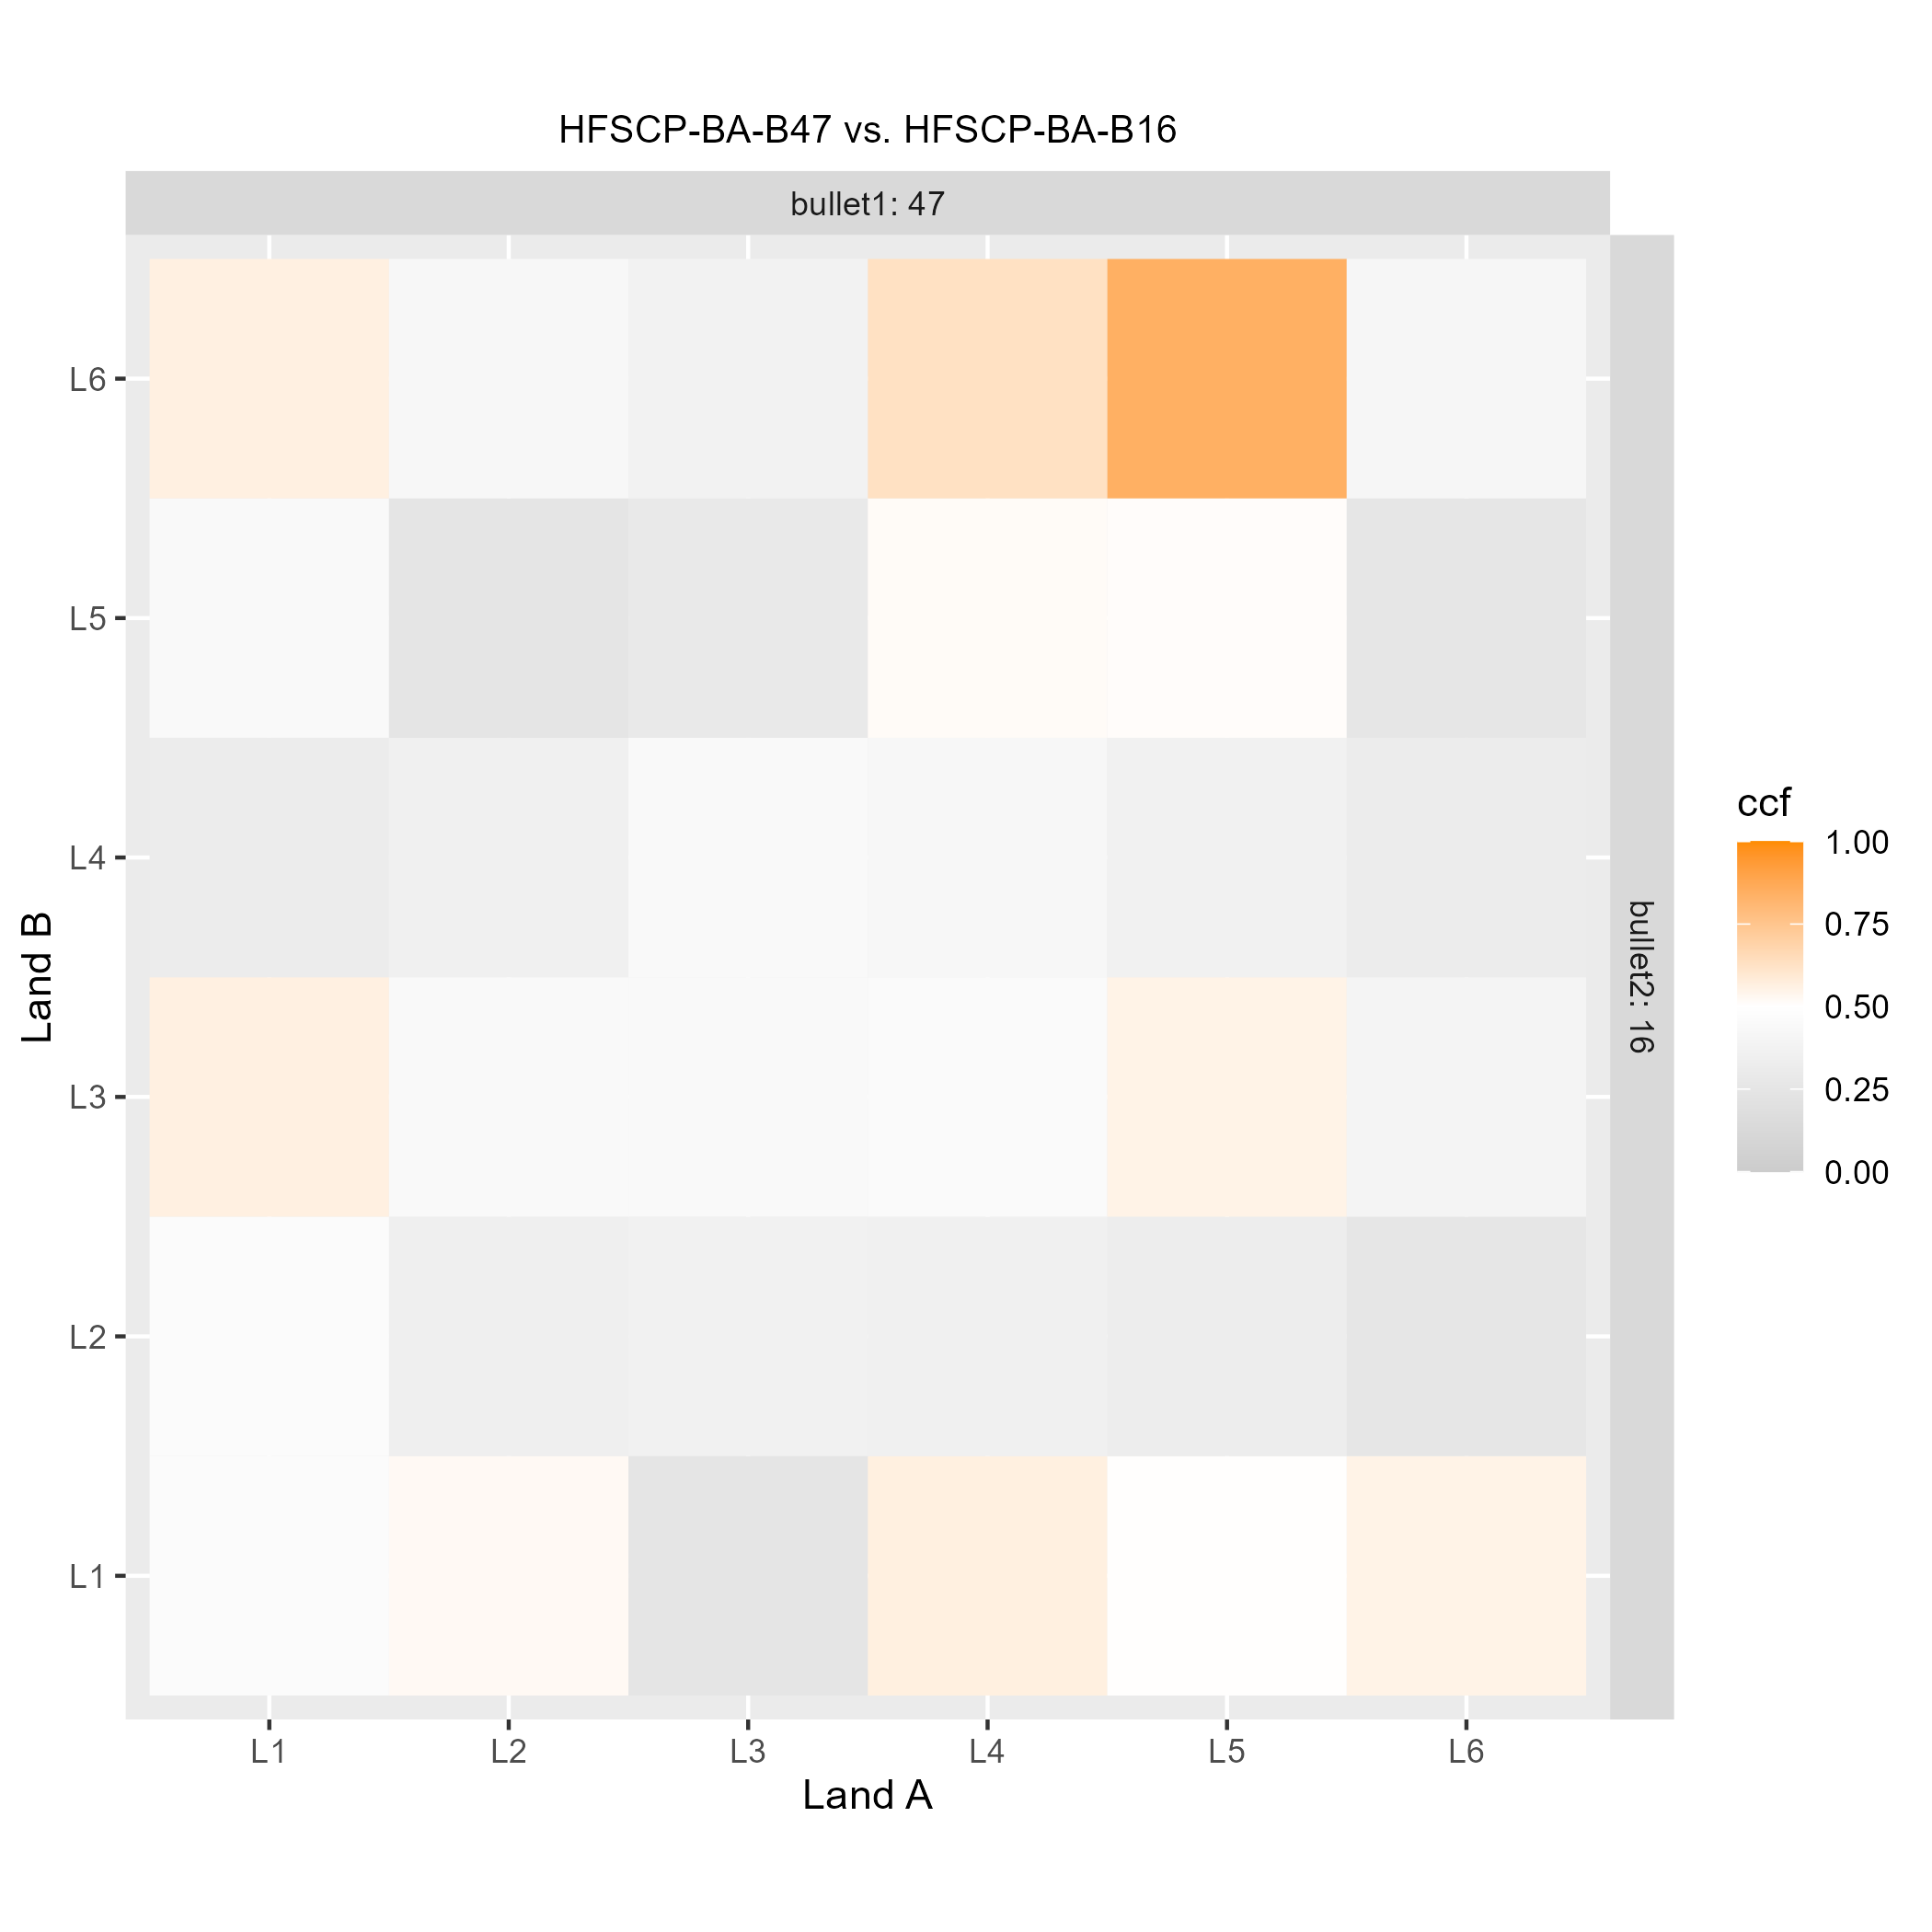 HFSCP-BA-B47 vs. HFSCP-BA-B16
bullet1: 47
L6
L5
L4
L3
L2
L1
Land B
bullet2: 16
ccf
1.00
0.75
0.50
0.25
0.00
L1 L2 L3 L4 L5 L6
Land A